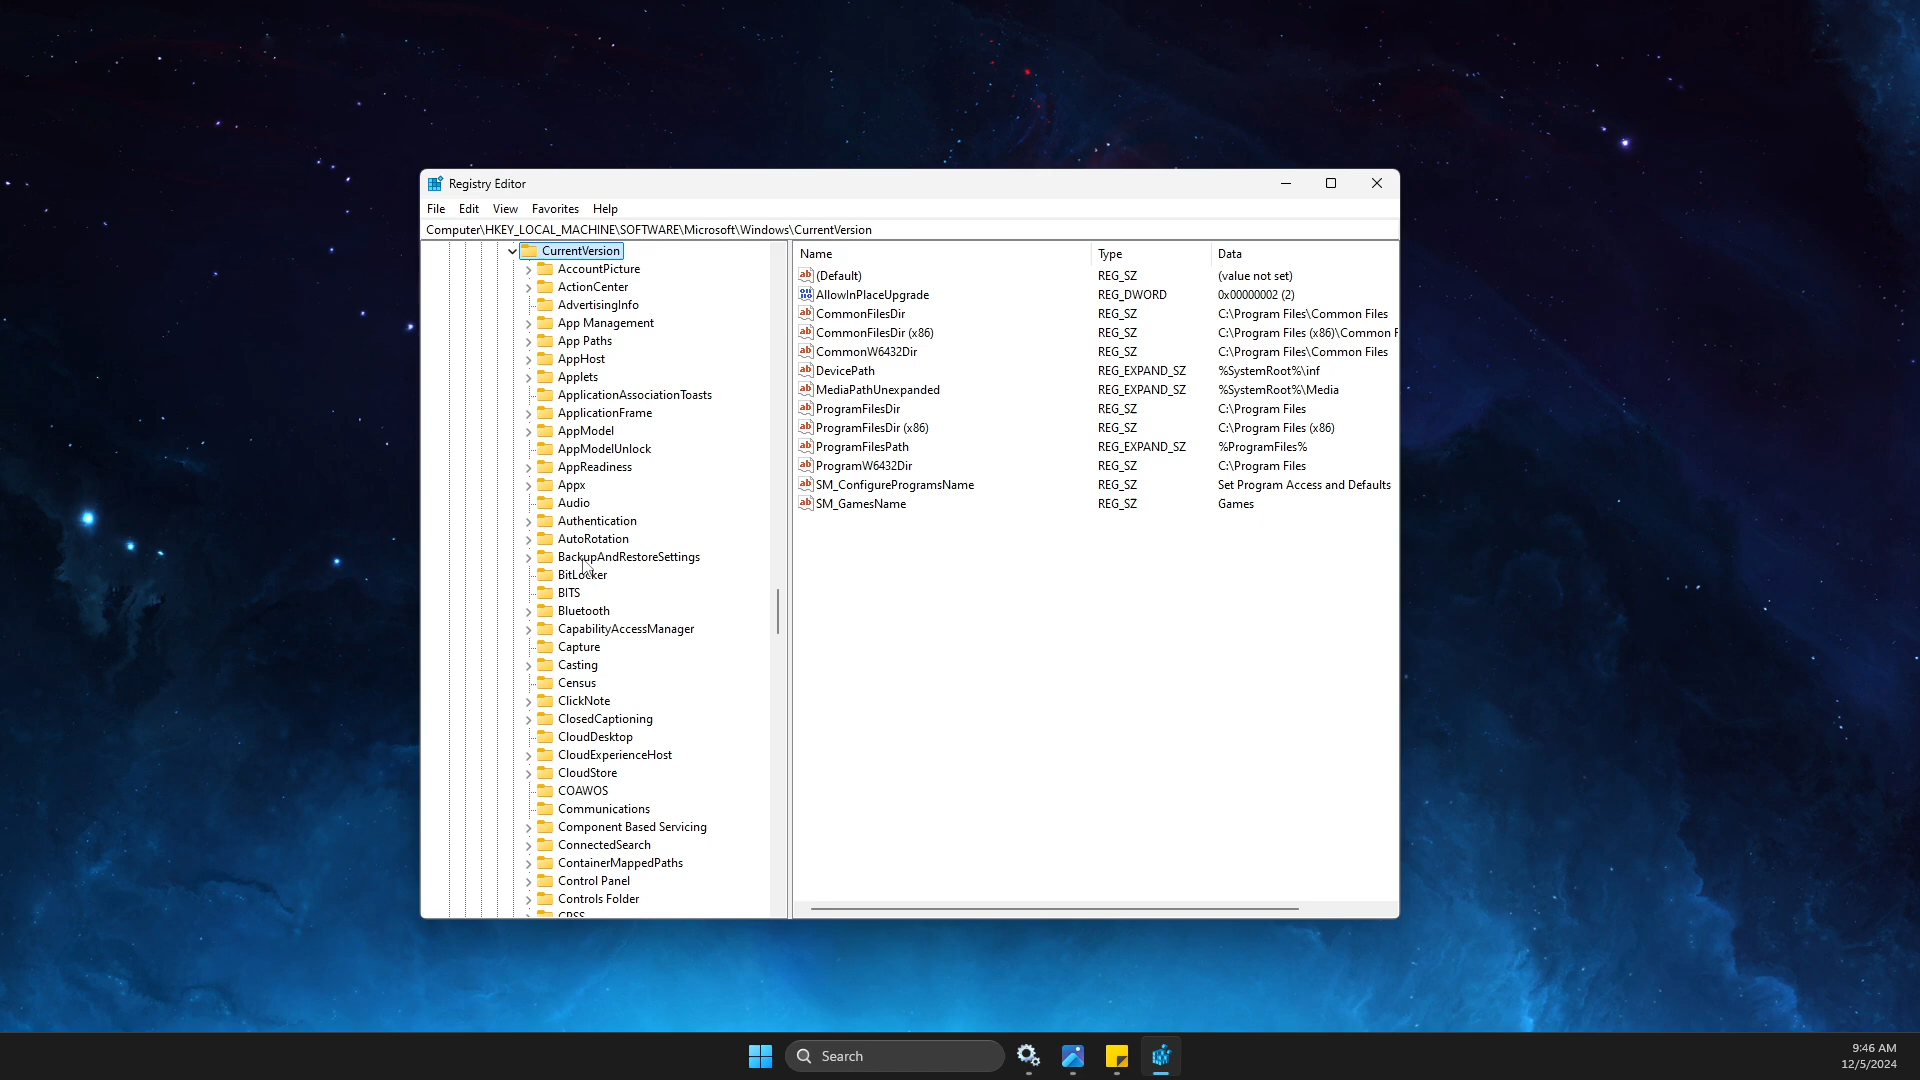 Registry Editor
File Edit View Favorites Help
Computer\HKEY_LOCAL_MACHINE\SOFTWARE\Microsoft\Windows\CurrentVersion
CurrentVersion
AccountPicture
ActionCenter
AdvertisingInfo
App Management
App Paths
AppHost
Applets
ApplicationAssociationToasts
ApplicationFrame
AppModel
AppModelUnlock
AppReadiness
Appx
Audio
Authentication
AutoRotation
BackupAndRestoreSettings
BitLocker
BITS
Bluetooth
CapabilityAccessManager
Capture
Casting
Census
ClickNote
ClosedCaptioning
CloudDesktop
CloudExperienceHost
CloudStore
COAWOS
Communications
Component Based Servicing
ConnectedSearch
ContainerMappedPaths
Control Panel
Controls Folder
CPSS
Name Type Data
(Default) REG_SZ (value not set)
AllowInPlaceUpgrade REG_DWORD 0x00000002 (2)
CommonFilesDir REG_SZ C:\Program Files\Common Files
CommonFilesDir (x86) REG_SZ C:\Program Files (x86)\Common F
CommonW6432Dir REG_SZ C:\Program Files\Common Files
DevicePath REG_EXPAND_SZ %SystemRoot%\inf
MediaPathUnexpanded REG_EXPAND_SZ %SystemRoot%\Media
ProgramFilesDir REG_SZ C:\Program Files
ProgramFilesDir (x86) REG_SZ C:\Program Files (x86)
ProgramFilesPath REG_EXPAND_SZ %ProgramFiles%
ProgramW6432Dir REG_SZ C:\Program Files
SM_ConfigureProgramsName REG_SZ Set Program Access and Defaults
SM_GamesName REG_SZ Games
Search
9:46 AM
12/5/2024